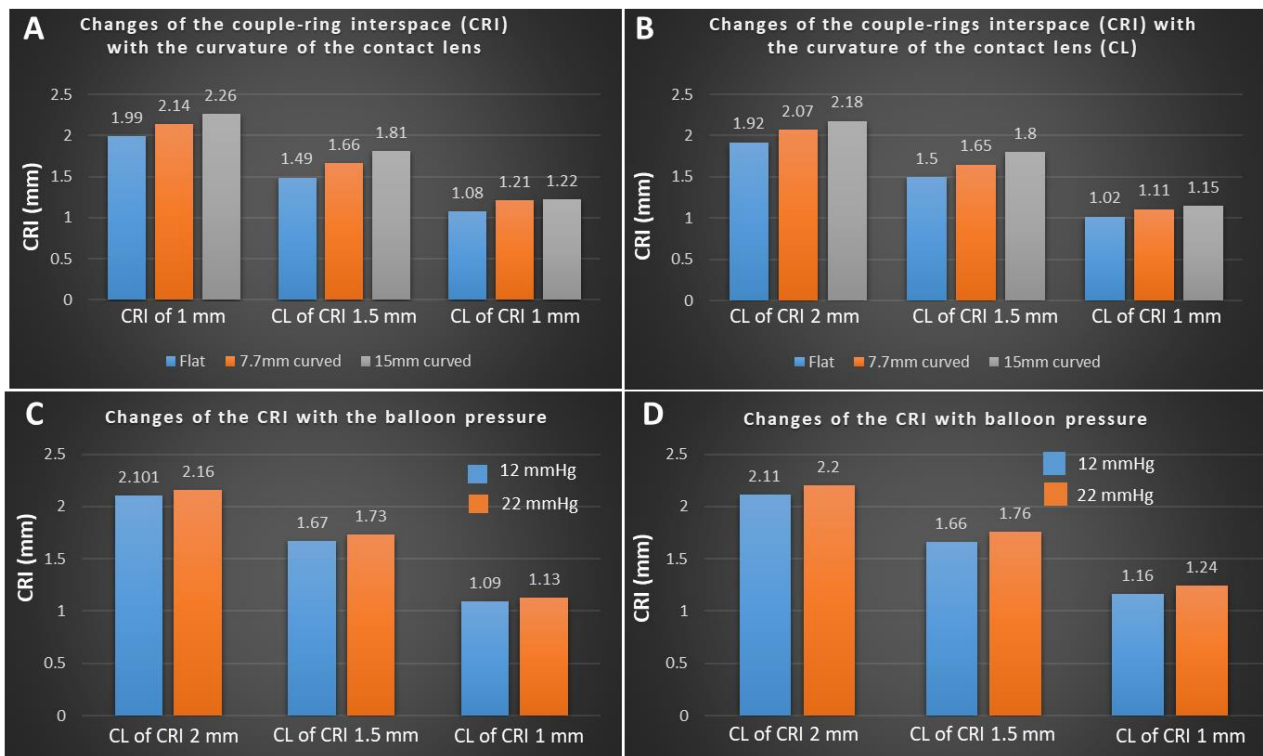 A
Changes of the couple-ring interspace (CRI)
with the curvature of the contact lens
CRI (mm)
2.5
2
1.5
1
0.5
0
1.99
2.14
2.26
1.49
1.66
1.81
1.08
1.21
1.22
CRI of 1 mm
CL of CRI 1.5 mm
CL of CRI 1 mm
Flat
7.7mm curved
15mm curved
B
Changes of the couple-rings interspace (CRI) with
the curvature of the contact lens (CL)
CRI (mm)
2.5
2
1.5
1
0.5
0
1.92
2.07
2.18
1.5
1.65
1.8
1.02
1.11
1.15
CL of CRI 2 mm
CL of CRI 1.5 mm
CL of CRI 1 mm
Flat
7.7mm curved
15mm curved
C
Changes of the CRI with the balloon pressure
CRI (mm)
2.5
2
1.5
1
0.5
0
12 mmHg
22 mmHg
2.101
2.16
1.67
1.73
1.09
1.13
CL of CRI 2 mm
CL of CRI 1.5 mm
CL of CRI 1 mm
D
Changes of the CRI with balloon pressure
CRI (mm)
2.5
2
1.5
1
0.5
0
12 mmHg
22 mmHg
2.11
2.2
1.66
1.76
1.16
1.24
CL of CRI 2 mm
CL of CRI 1.5 mm
CL of CRI 1 mm